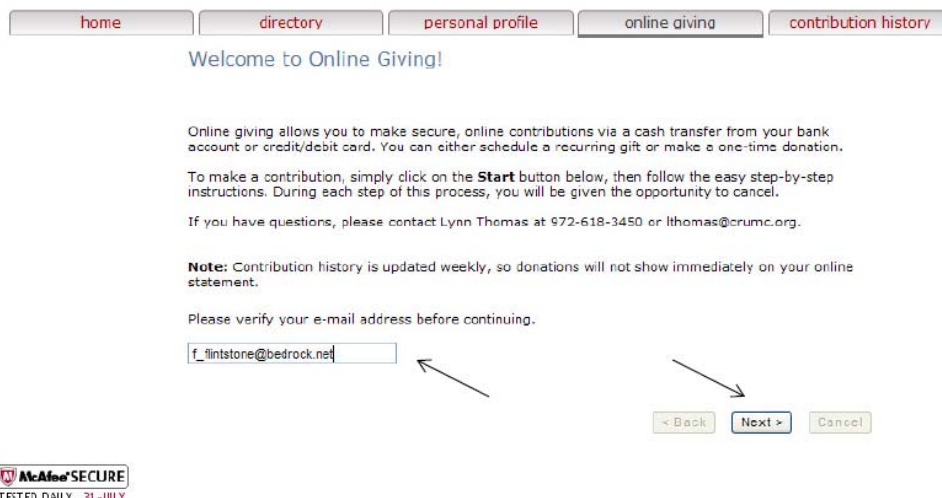 home directory personal profile online giving contribution history
Welcome to Online Giving!
Online giving allows you to make secure, online contributions via a cash transfer from your bank
account or credit/debit card. You can either schedule a recurring gift or make a one-time donation.
To make a contribution, simply click on the Start button below, then follow the easy step-by-step
instructions. During each step of this process, you will be given the opportunity to cancel.
If you have questions, please contact Lynn Thomas at 972-618-3450 or lthomas@crumc.org.
Note: Contribution history is updated weekly, so donations will not show immediately on your online
statement.
Please verify your e-mail address before continuing.
f_flintstone@bedrock.net
< Back Next > Cancel
McAfee SECURE
TESTED DAILY 31-JULY